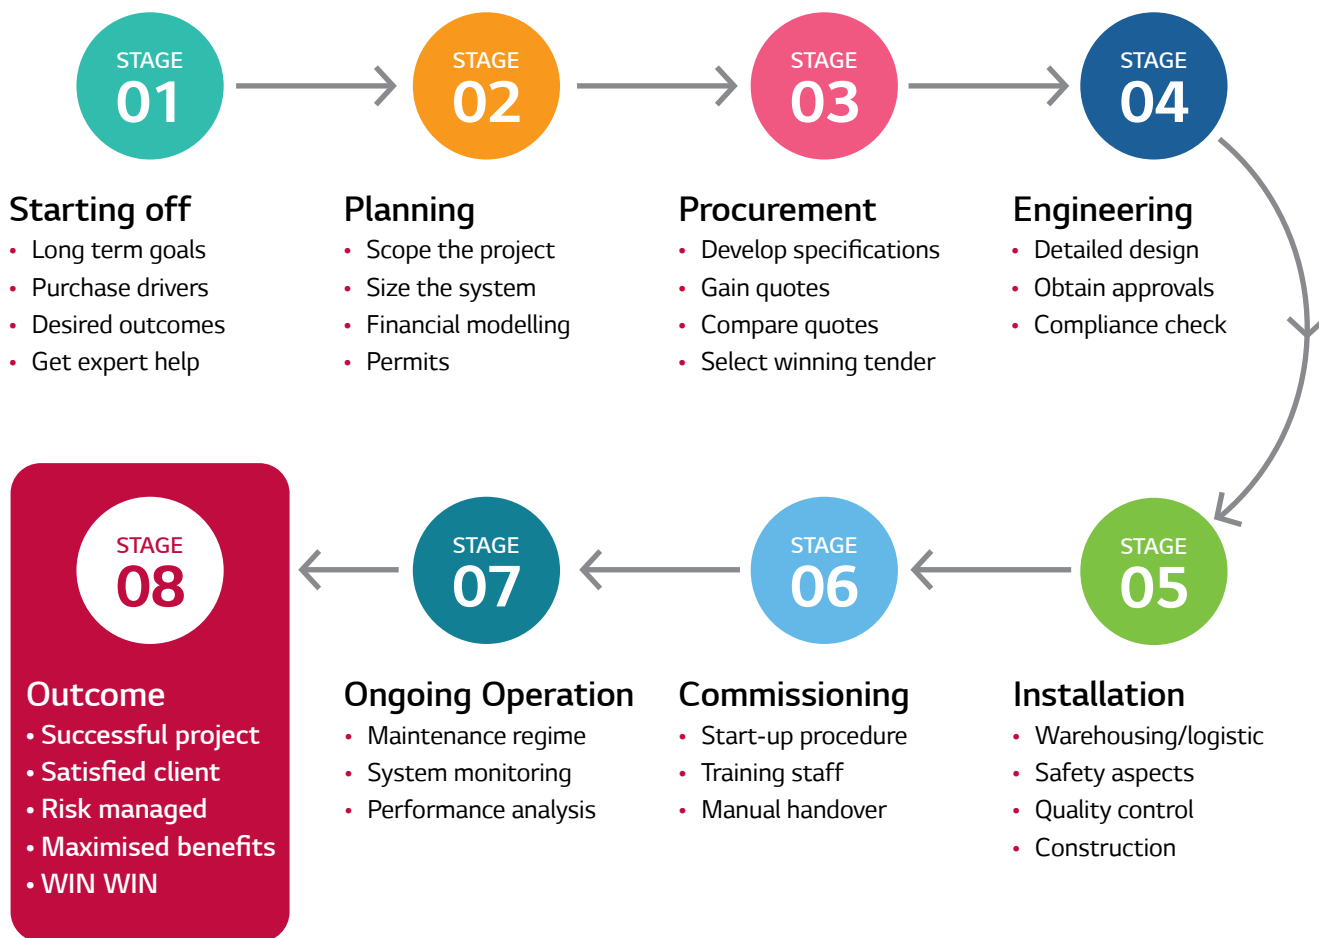 STAGE
01
Starting off
• Long term goals
• Purchase drivers
• Desired outcomes
• Get expert help
STAGE
02
Planning
• Scope the project
• Size the system
• Financial modelling
• Permits
STAGE
03
Procurement
• Develop specifications
• Gain quotes
• Compare quotes
• Select winning tender
STAGE
04
Engineering
• Detailed design
• Obtain approvals
• Compliance check
STAGE
05
Installation
• Warehousing/logistic
• Safety aspects
• Quality control
• Construction
STAGE
06
Commissioning
• Start-up procedure
• Training staff
• Manual handover
STAGE
07
Ongoing Operation
• Maintenance regime
• System monitoring
• Performance analysis
STAGE
08
Outcome
• Successful project
• Satisfied client
• Risk managed
• Maximised benefits
• WIN WIN